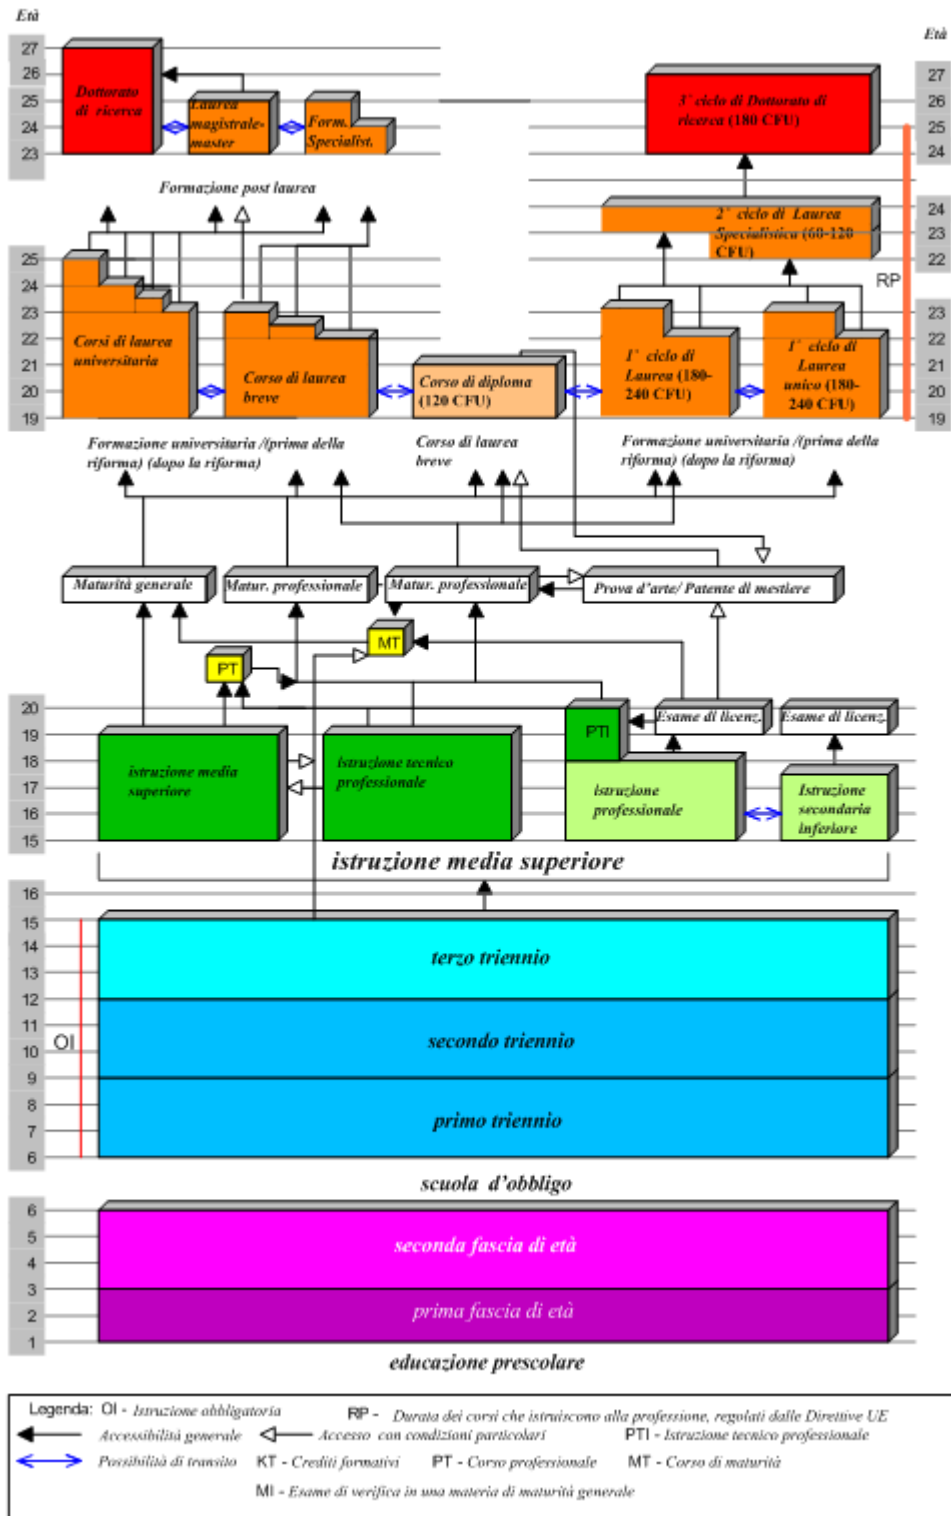 Età
Età
27
26
25
24
23
27
26
25
24
Dottorato
di ricerca
Laurea
magistrale-
master
Form.
Specialist.
3° ciclo di Dottorato di
ricerca (180 CFU)
Formazione post laurea
24
23
22
2° ciclo di Laurea
Specialistica (60-120
CFU)
RP
25
24
23
22
21
20
19
23
22
21
20
19
Corsi di laurea
universitaria
Corso di laurea
breve
Corso di diploma
(120 CFU)
1° ciclo di
Laurea (180-
240 CFU)
1° ciclo di
Laurea
unico (180-
240 CFU)
Formazione universitaria /(prima della
riforma) (dopo la riforma)
Corso di laurea
breve
Formazione universitaria /(prima della
riforma) (dopo la riforma)
Maturità generale
Matur. professionale
Matur. professionale
Prova d'arte/ Patente di mestiere
MT
PT
20
19
18
17
16
15
PTI
Esame di licenz.
Esame di licenz.
istruzione media
superiore
istruzione tecnico
professionale
istruzione
professionale
Istruzione
secondaria
inferiore
istruzione media superiore
16
15
14
13
12
11
10
9
8
7
6
OI
terzo triennio
secondo triennio
primo triennio
scuola d'obbligo
6
5
4
3
2
1
seconda fascia di età
prima fascia di età
educazione prescolare
Legenda: OI - Istruzione obbligatoria RP - Durata dei corsi che istruiscono alla professione, regolati dalle Direttive UE
Accessibilità generale Accesso con condizioni particolari PTI - Istruzione tecnico professionale
Possibilità di transito KT - Crediti formativi PT - Corso professionale MT - Corso di maturità
MI - Esame di verifica in una materia di maturità generale